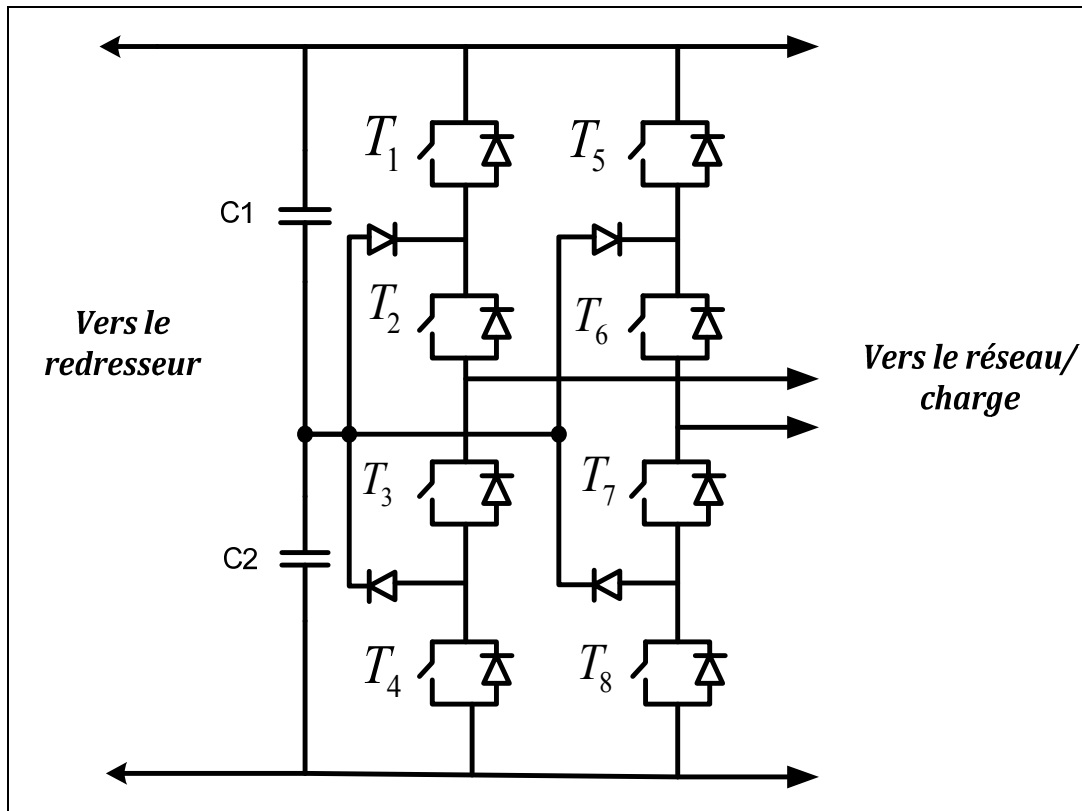 T1
T5
C1
T2
T6
Vers le
redresseur
Vers le réseau/
charge
T3
T7
C2
T4
T8